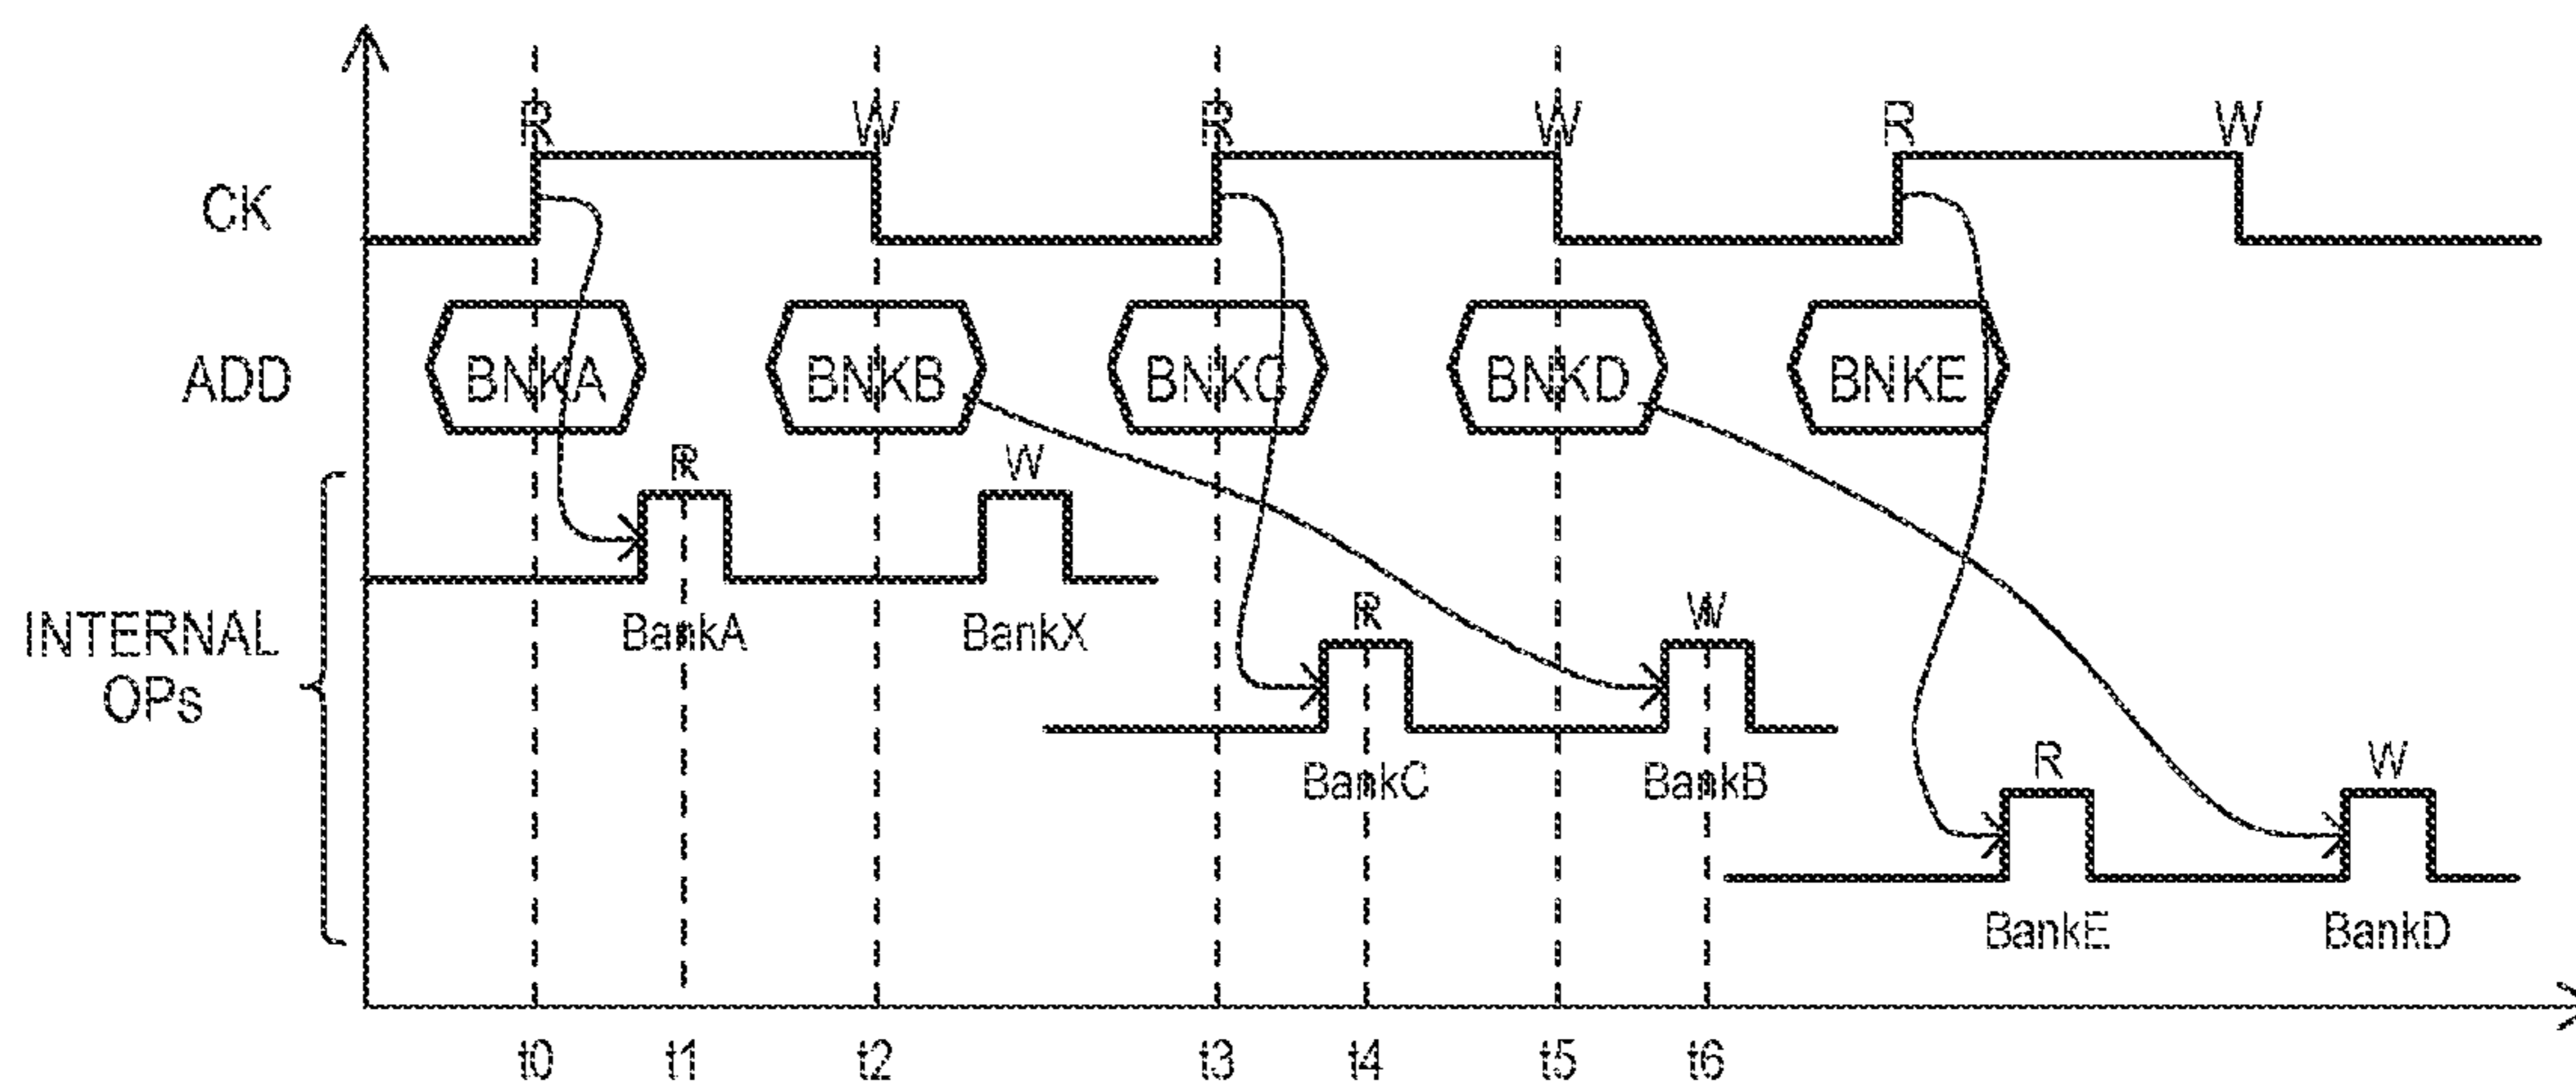 R W R W R W
CK
ADD BNKA BNKB BNKC BNKD BNKE
R W
BankA BankX
INTERNAL
OPs
R W
BankC BankB
R W
BankE BankD
t0 t1 t2 t3 t4 t5 t6